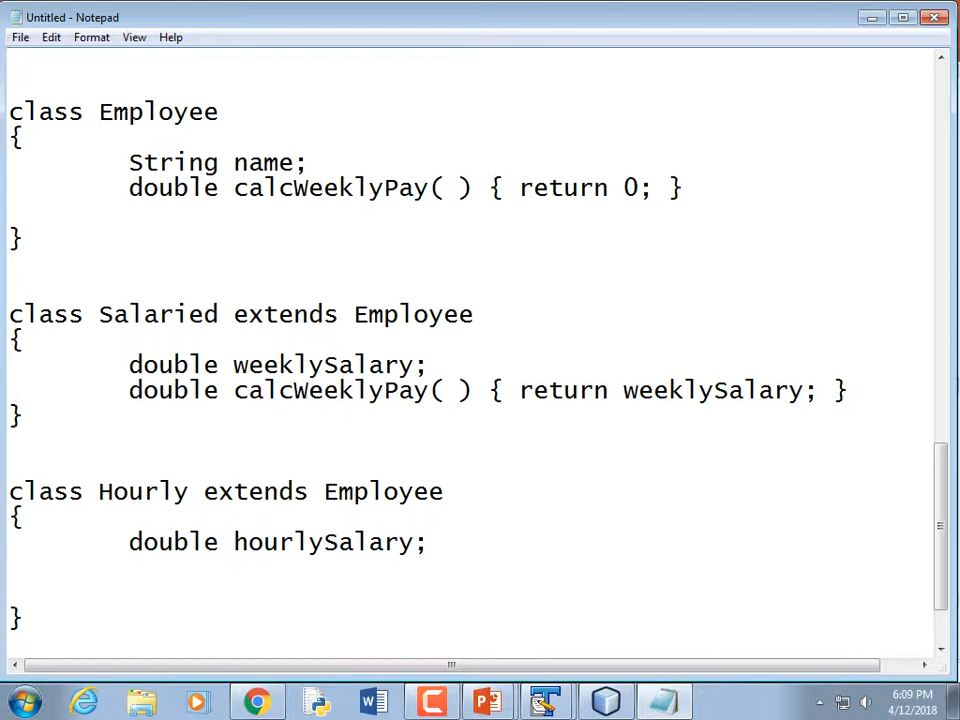 Untitled - Notepad
File Edit Format View Help
class Employee
{
String name;
double calcWeeklyPay( ) { return 0; }
}
class Salaried extends Employee
{
double weeklySalary;
double calcWeeklyPay( ) { return weeklySalary; }
}
class Hourly extends Employee
{
double hourlySalary;
}
6:09 PM
4/12/2018